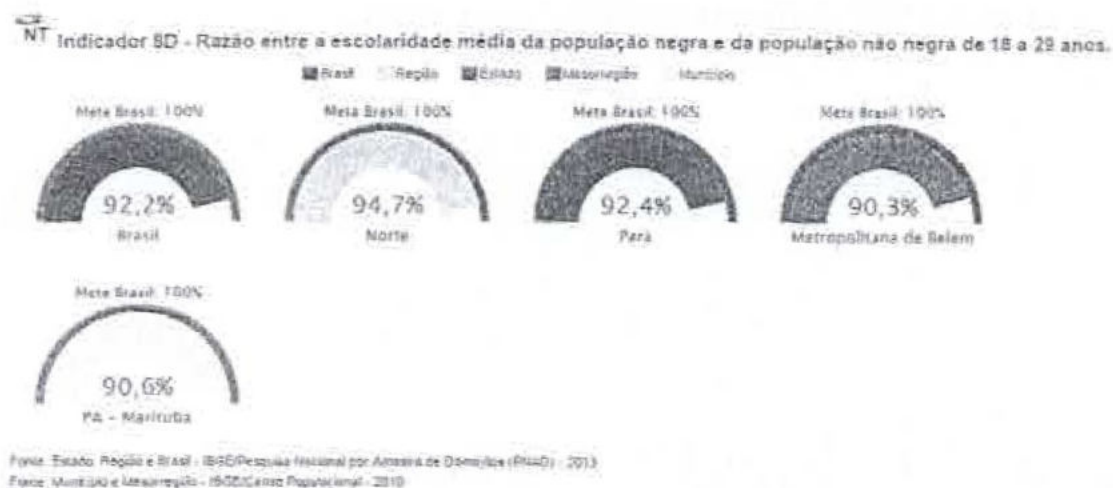 NT
Indicador 8D - Razão entre a escolaridade média da população negra e da população não negra de 18 a 29 anos.
Brasil Região Estado Mesorregião Município
Meta Brasil: 100% Meta Brasil: 100% Meta Brasil: 100% Meta Brasil: 100%
92,2% 94,7% 92,4% 90,3%
Brasil Norte Pará Metropolitana de Belém
Meta Brasil: 100%
90,6%
PA - Marituba
Fonte: Estado, Região e Brasil - IBGE/Pesquisa Nacional por Amostra de Domicílios (PNAD) - 2013
Fonte: Município e Mesorregião - IBGE/Censo Populacional - 2010